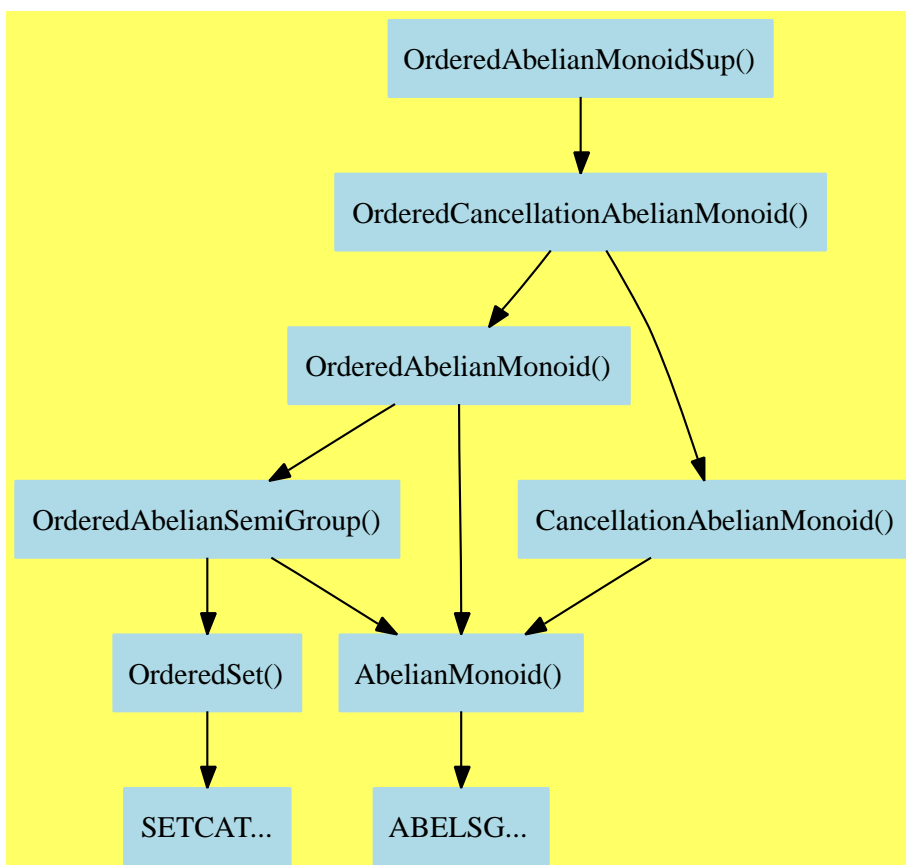 OrderedAbelianMonoidSup()
OrderedCancellationAbelianMonoid()
OrderedAbelianMonoid()
OrderedAbelianSemiGroup()
CancellationAbelianMonoid()
OrderedSet()
AbelianMonoid()
SETCAT...
ABELSG...